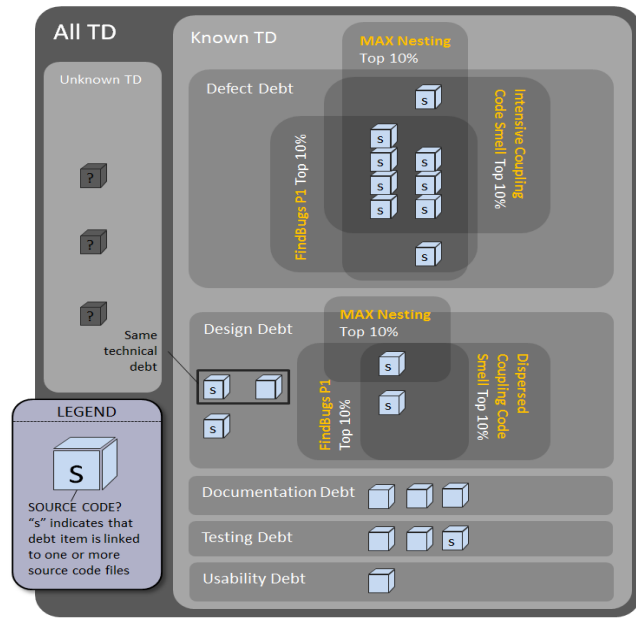 All TD
Unknown TD
?
?
?
Same
technical
debt
LEGEND
S
SOURCE CODE?
“s” indicates that
debt item is linked
to one or more
source code files
Known TD
Defect Debt
MAX Nesting
Top 10%
Intensive Coupling
Code Smell Top 10%
FindBugs P1 Top 10%
s
s
s
s
s
s
s
s
s
s
Design Debt
MAX Nesting
Top 10%
FindBugs P1
Top 10%
Dispersed
Coupling Code
Smell Top 10%
s
s
s
s
Documentation Debt
Testing Debt
s
Usability Debt